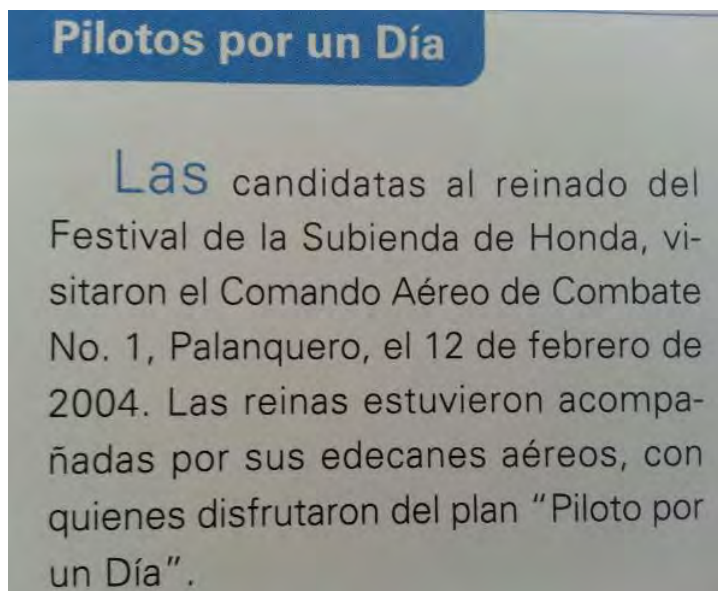 Pilotos por un Día
Las candidatas al reinado del
Festival de la Subienda de Honda, vi-
sitaron el Comando Aéreo de Combate
No. 1, Palanquero, el 12 de febrero de
2004. Las reinas estuvieron acompa-
ñadas por sus edecanes aéreos, con
quienes disfrutaron del plan "Piloto por
un Día".